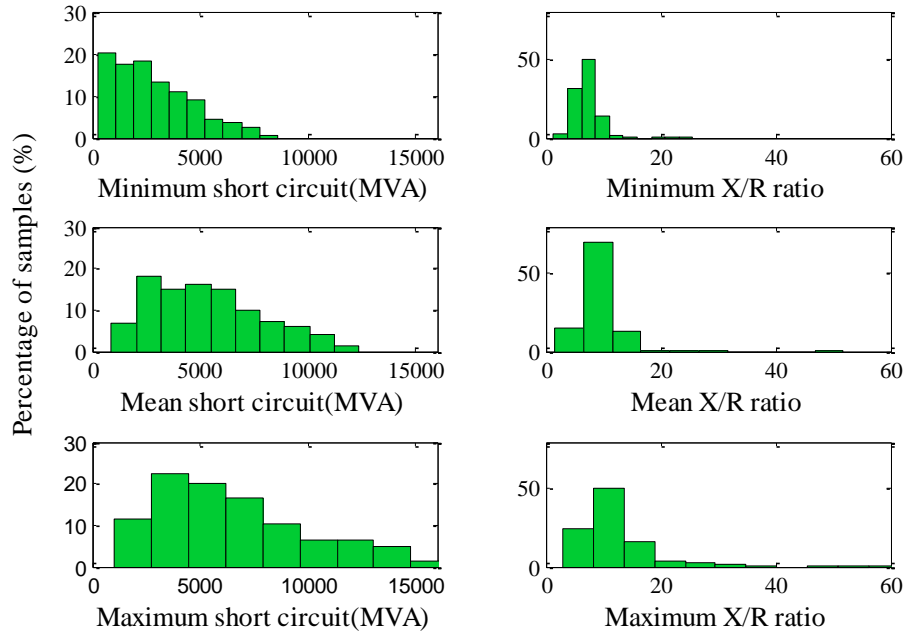 Percentage of samples (%)
30
20
10
0
0 5000 10000 15000
Minimum short circuit(MVA)
50
0
0 20 40 60
Minimum X/R ratio
30
20
10
0
0 5000 10000 15000
Mean short circuit(MVA)
50
0
0 20 40 60
Mean X/R ratio
30
20
10
0
0 5000 10000 15000
Maximum short circuit(MVA)
50
0
0 20 40 60
Maximum X/R ratio